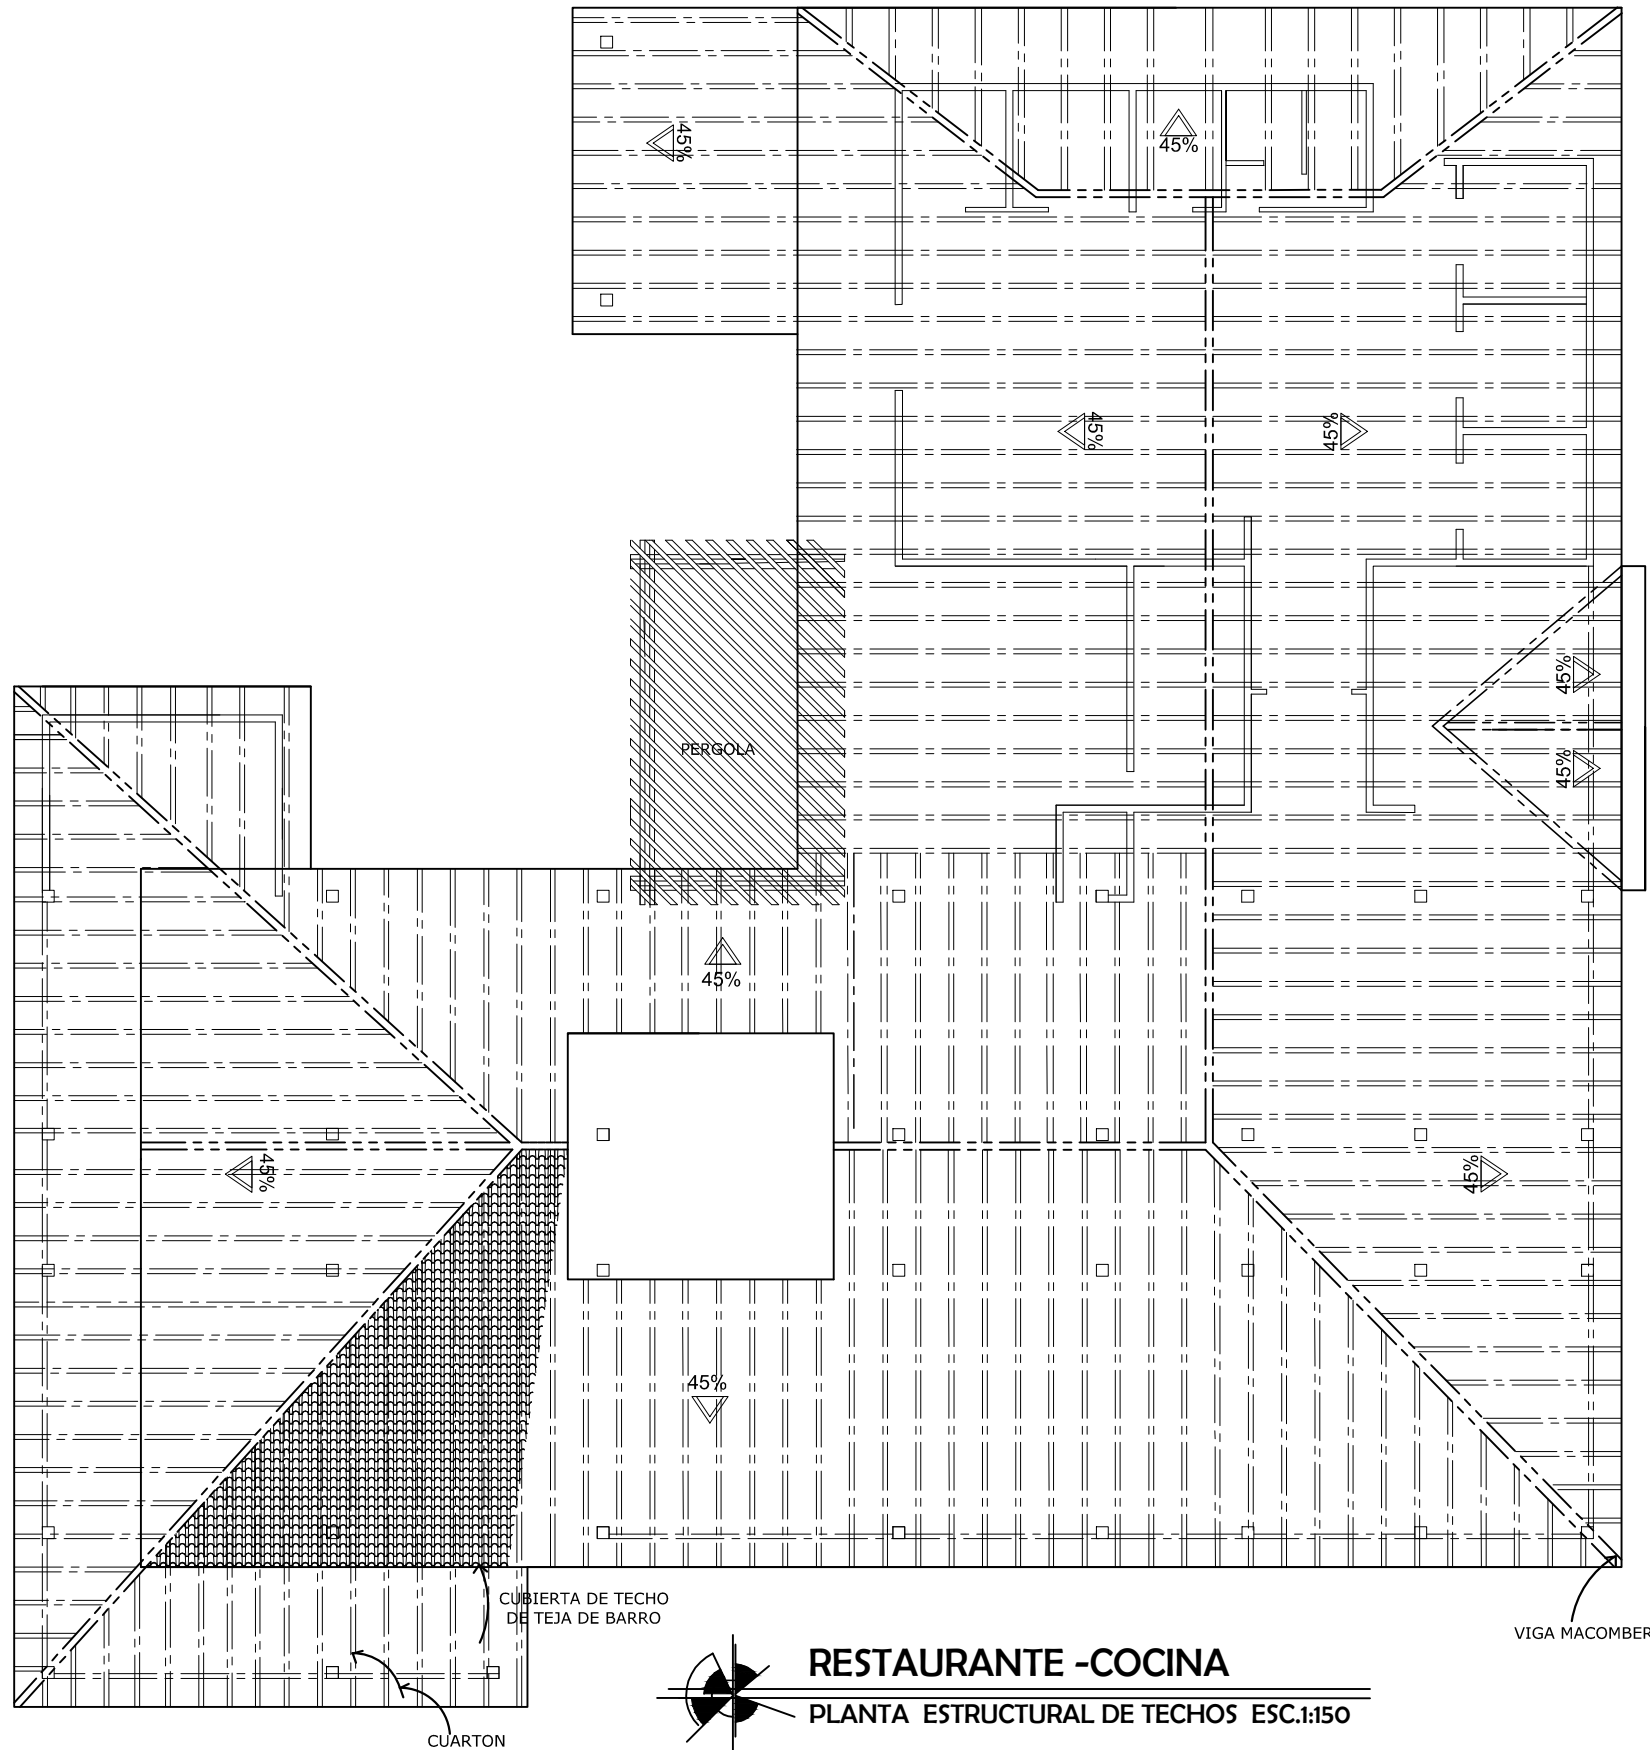 45%
45%
45%
45%
45%
45%
PERGOLA
45%
45%
45%
45%
CUBIERTA DE TECHO
DE TEJA DE BARRO
VIGA MACOMBER
CUARTON
RESTAURANTE -COCINA
PLANTA ESTRUCTURAL DE TECHOS ESC.1:150